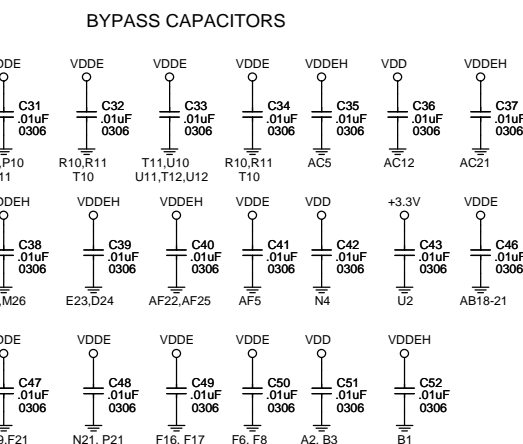 BYPASS CAPACITORS
VDDE VDDE VDDE VDDEH VDD VDDEH
C31 C32 C33 C34 C35 C36 C37
.01uF .01uF .01uF .01uF .01uF .01uF .01uF
0306 0306 0306 0306 0306 0306 0306
,P10 R10,R11 T11,U10 R10,R11 AC5 AC12 AC21
T10 U11,T12,U12 T10
VDDEH VDDEH VDDE VDD +3.3V VDDE
C38 C39 C40 C41 C42 C43 C46
.01uF .01uF .01uF .01uF .01uF .01uF .01uF
0306 0306 0306 0306 0306 0306 0306
,M26 E23,D24 AF22,AF25 AF5 N4 U2 AB18-21
VDDE VDDE VDDE VDD VDDEH
C47 C48 C49 C50 C51 C52
.01uF .01uF .01uF .01uF .01uF .01uF
0306 0306 0306 0306 0306 0306
,F21 N21, P21 F16, F17 F6, F8 A2, B3 B1